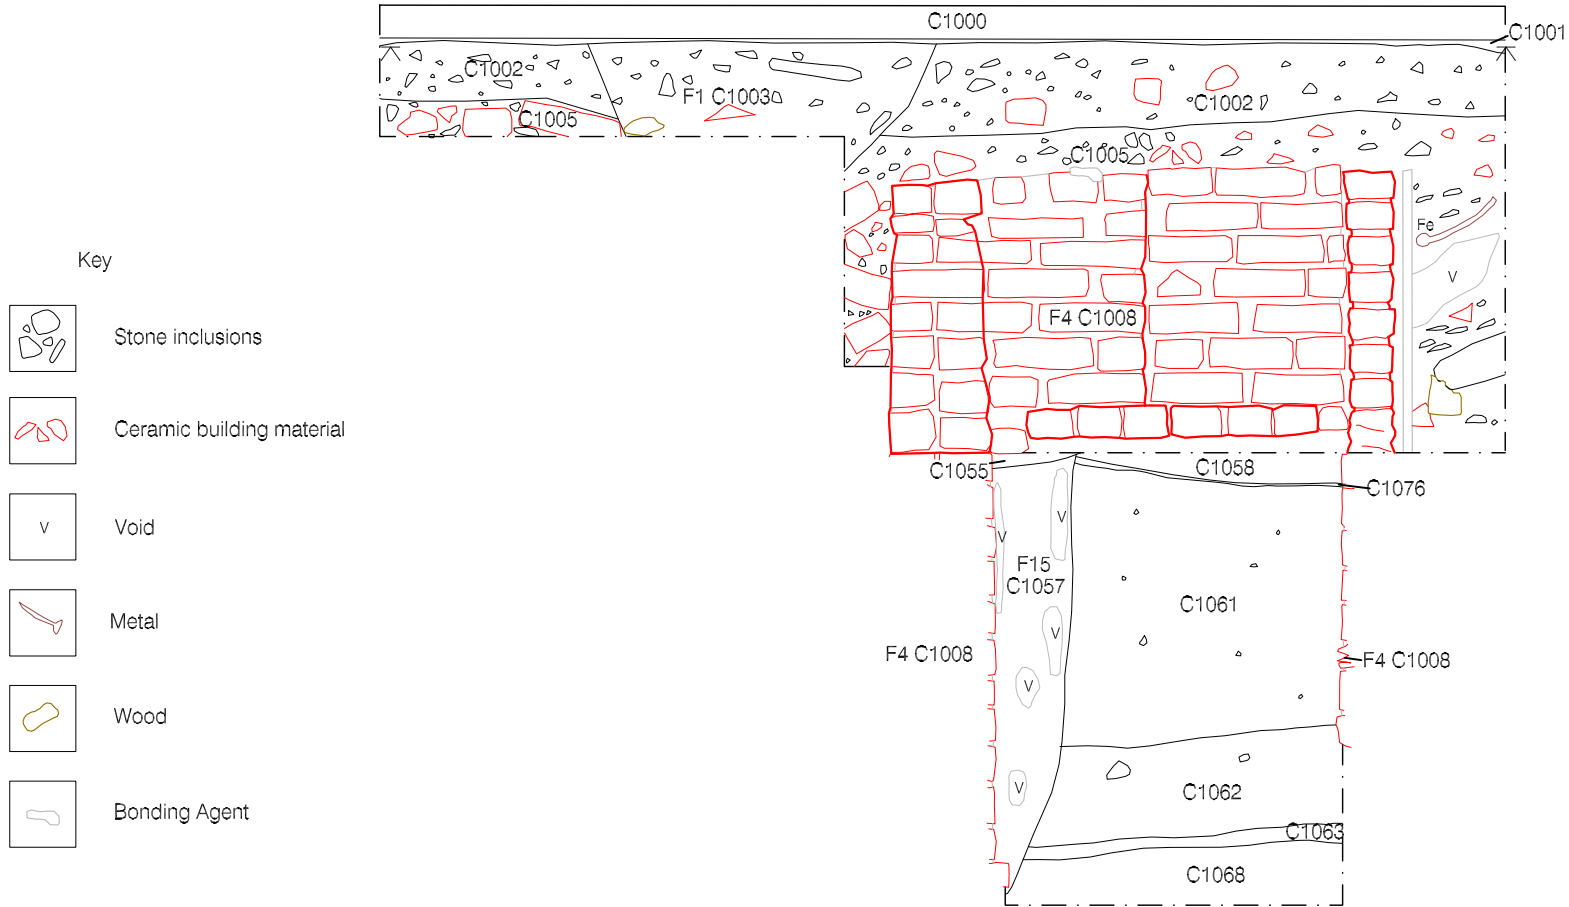 C1000
C1001
C1002
F1 C1003
C1002
C1005
C1005
Fe
V
F4 C1008
Key
Stone inclusions
Ceramic building material
V
Void
Metal
Wood
Bonding Agent
C1055
C1058
C1076
V
V
F15
C1057
C1061
V
F4 C1008
F4 C1008
V
V
C1062
C1063
C1068